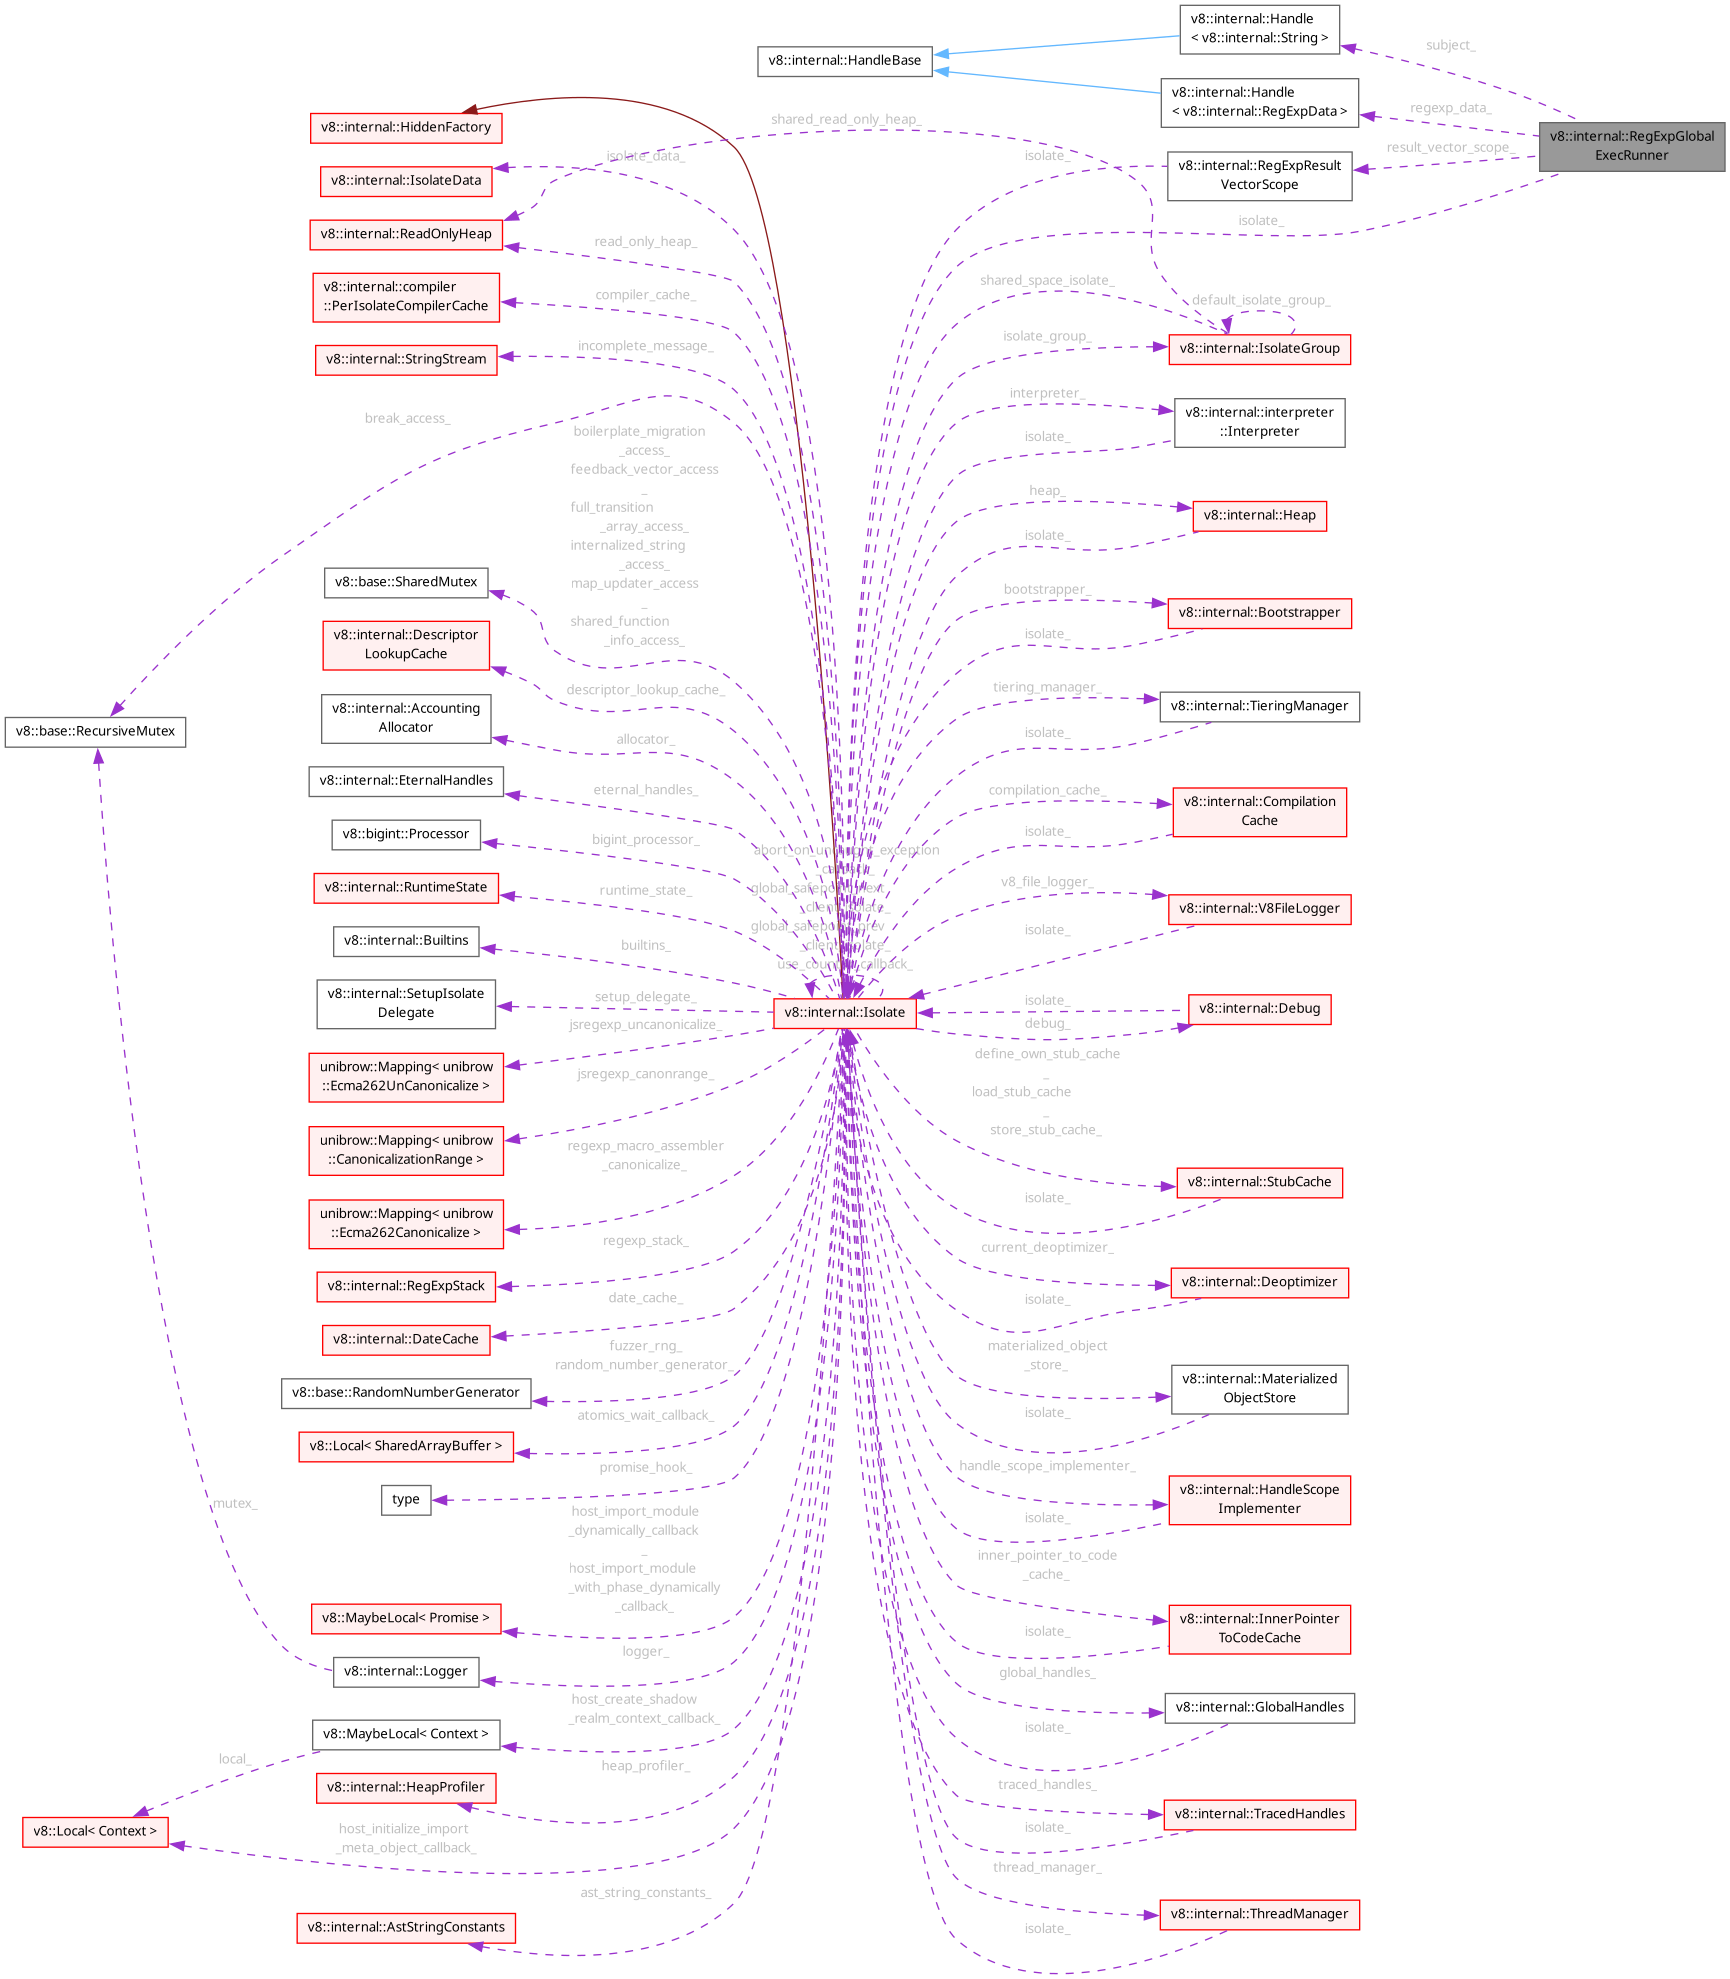 v8::internal::Handle
< v8::internal::String >
subject_
v8::internal::HandleBase
v8::internal::Handle
< v8::internal::RegExpData >
regexp_data_
v8::internal::RegExpGlobal
ExecRunner
result_vector_scope_
v8::internal::HiddenFactory
shared_read_only_heap_
isolate_data_
isolate_
v8::internal::RegExpResult
VectorScope
v8::internal::IsolateData
isolate_
v8::internal::ReadOnlyHeap
read_only_heap_
v8::internal::compiler
::PerIsolateCompilerCache
compiler_cache_
shared_space_isolate_
default_isolate_group_
v8::internal::StringStream
incomplete_message_
isolate_group_
v8::internal::IsolateGroup
break_access_
interpreter_
v8::internal::interpreter
::Interpreter
isolate_
boilerplate_migration
_access_
feedback_vector_access
_
full_transition
_array_access_
internalized_string
_access_
map_updater_access
_
shared_function
_info_access_
heap_
v8::internal::Heap
isolate_
v8::base::SharedMutex
bootstrapper_
v8::internal::Bootstrapper
isolate_
v8::internal::Descriptor
LookupCache
descriptor_lookup_cache_
tiering_manager_
v8::internal::TieringManager
isolate_
v8::internal::Accounting
Allocator
allocator_
v8::base::RecursiveMutex
v8::internal::EternalHandles
eternal_handles_
compilation_cache_
v8::internal::Compilation
Cache
isolate_
v8::bigint::Processor
bigint_processor_
abort_on_uncaught_exception
_callback_
global_safepoint_next
_client_isolate_
global_safepoint_prev
_client_isolate_
use_counter_callback_
v8::internal::RuntimeState
runtime_state_
v8_file_logger_
v8::internal::V8FileLogger
isolate_
v8::internal::Builtins
builtins_
v8::internal::SetupIsolate
Delegate
setup_delegate_
v8::internal::Isolate
isolate_
debug_
v8::internal::Debug
jsregexp_uncanonicalize_
unibrow::Mapping< unibrow
::Ecma262UnCanonicalize >
define_own_stub_cache
_
load_stub_cache
_
store_stub_cache_
jsregexp_canonrange_
unibrow::Mapping< unibrow
::CanonicalizationRange >
v8::internal::StubCache
isolate_
regexp_macro_assembler
_canonicalize_
unibrow::Mapping< unibrow
::Ecma262Canonicalize >
regexp_stack_
v8::internal::RegExpStack
current_deoptimizer_
v8::internal::Deoptimizer
isolate_
date_cache_
v8::internal::DateCache
fuzzer_rng_
random_number_generator_
v8::base::RandomNumberGenerator
materialized_object
_store_
v8::internal::Materialized
ObjectStore
isolate_
atomics_wait_callback_
v8::Local< SharedArrayBuffer >
promise_hook_
type
handle_scope_implementer_
v8::internal::HandleScope
Implementer
isolate_
mutex_
host_import_module
_dynamically_callback
_
host_import_module
_with_phase_dynamically
_callback_
v8::MaybeLocal< Promise >
inner_pointer_to_code
_cache_
v8::internal::InnerPointer
ToCodeCache
isolate_
logger_
v8::internal::Logger
global_handles_
v8::internal::GlobalHandles
isolate_
host_create_shadow
_realm_context_callback_
v8::MaybeLocal< Context >
local_
heap_profiler_
v8::internal::HeapProfiler
traced_handles_
v8::internal::TracedHandles
isolate_
v8::Local< Context >
host_initialize_import
_meta_object_callback_
thread_manager_
v8::internal::ThreadManager
isolate_
ast_string_constants_
v8::internal::AstStringConstants